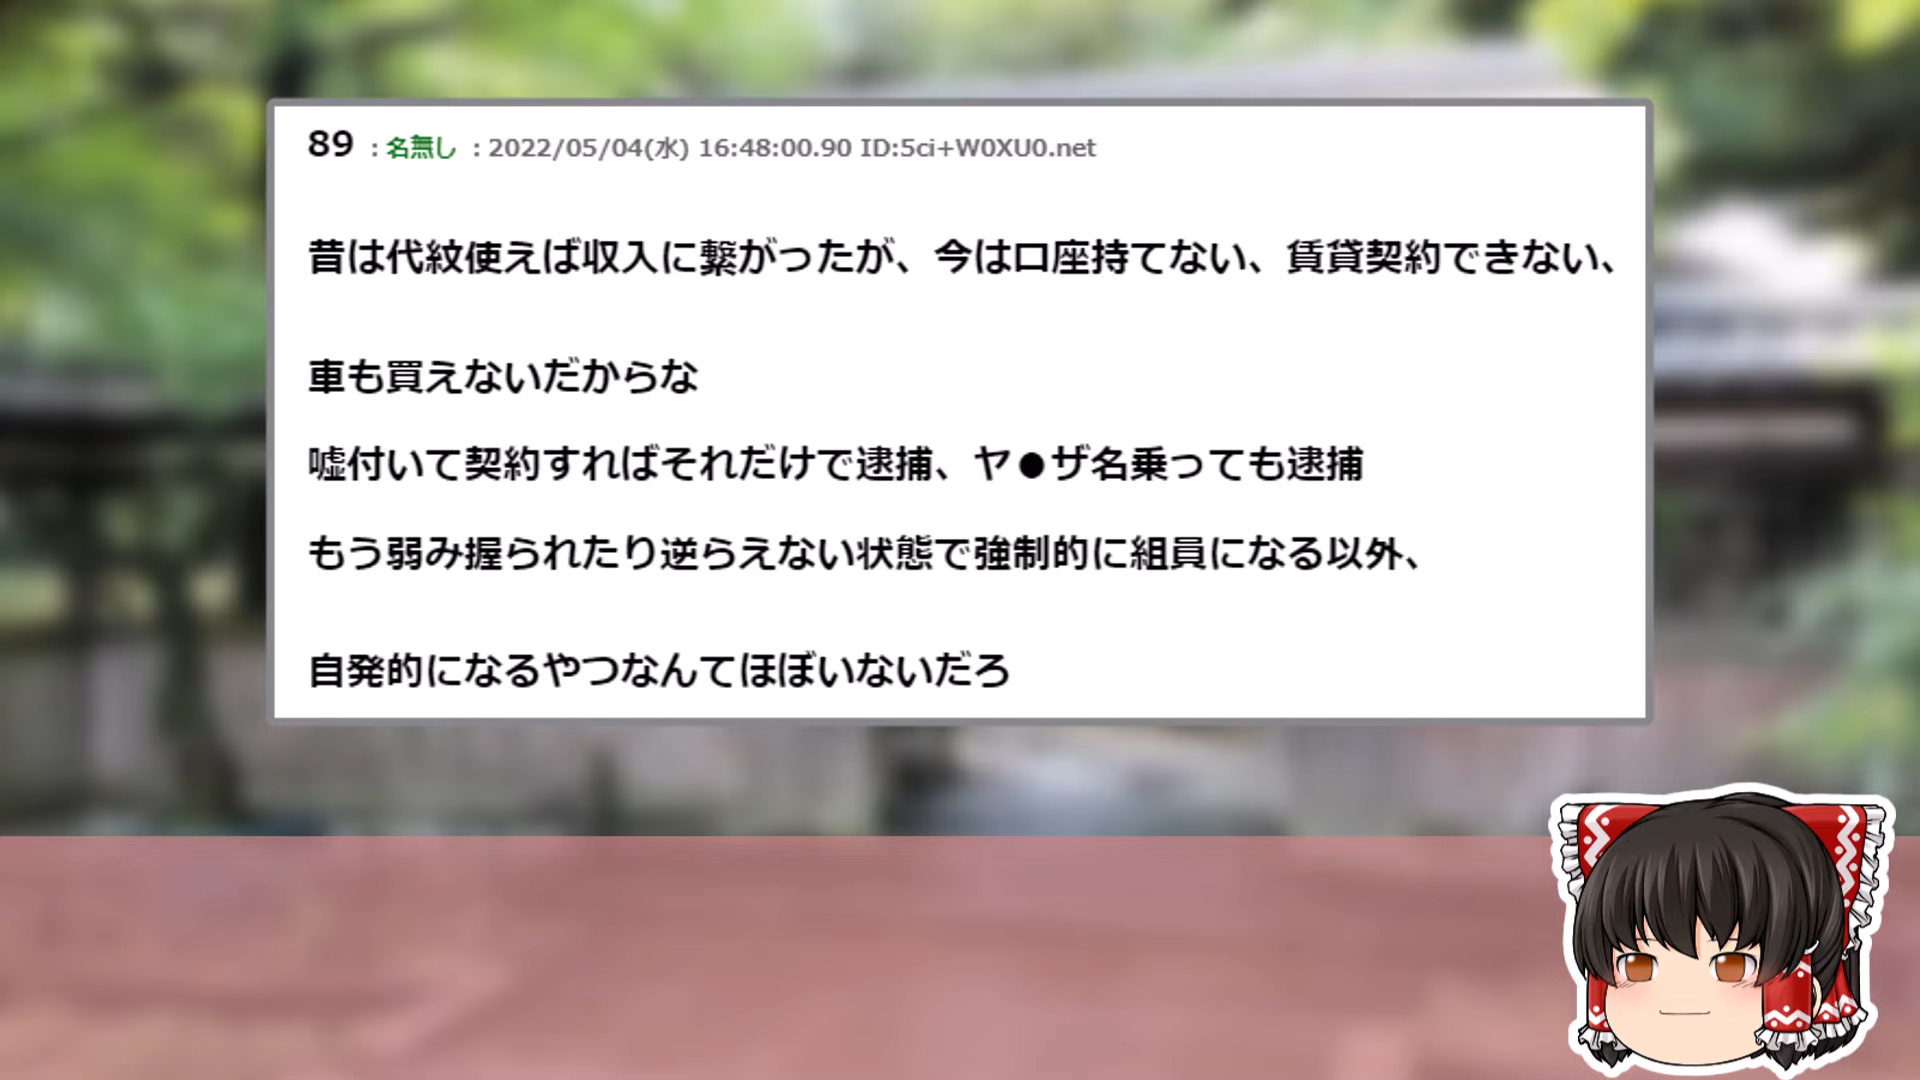 89 : 名無し : 2022/05/04(水) 16:48:00.90 ID:5ci+W0XU0.net
昔は代紋使えば収入に繋がったが、今は口座持てない、賃貸契約できない、
車も買えないだからな
嘘付いて契約すればそれだけで逮捕、ヤ●ザ名乗っても逮捕
もう弱み握られたり逆らえない状態で強制的に組員になる以外、
自発的になるやつなんてほぼいないだろ